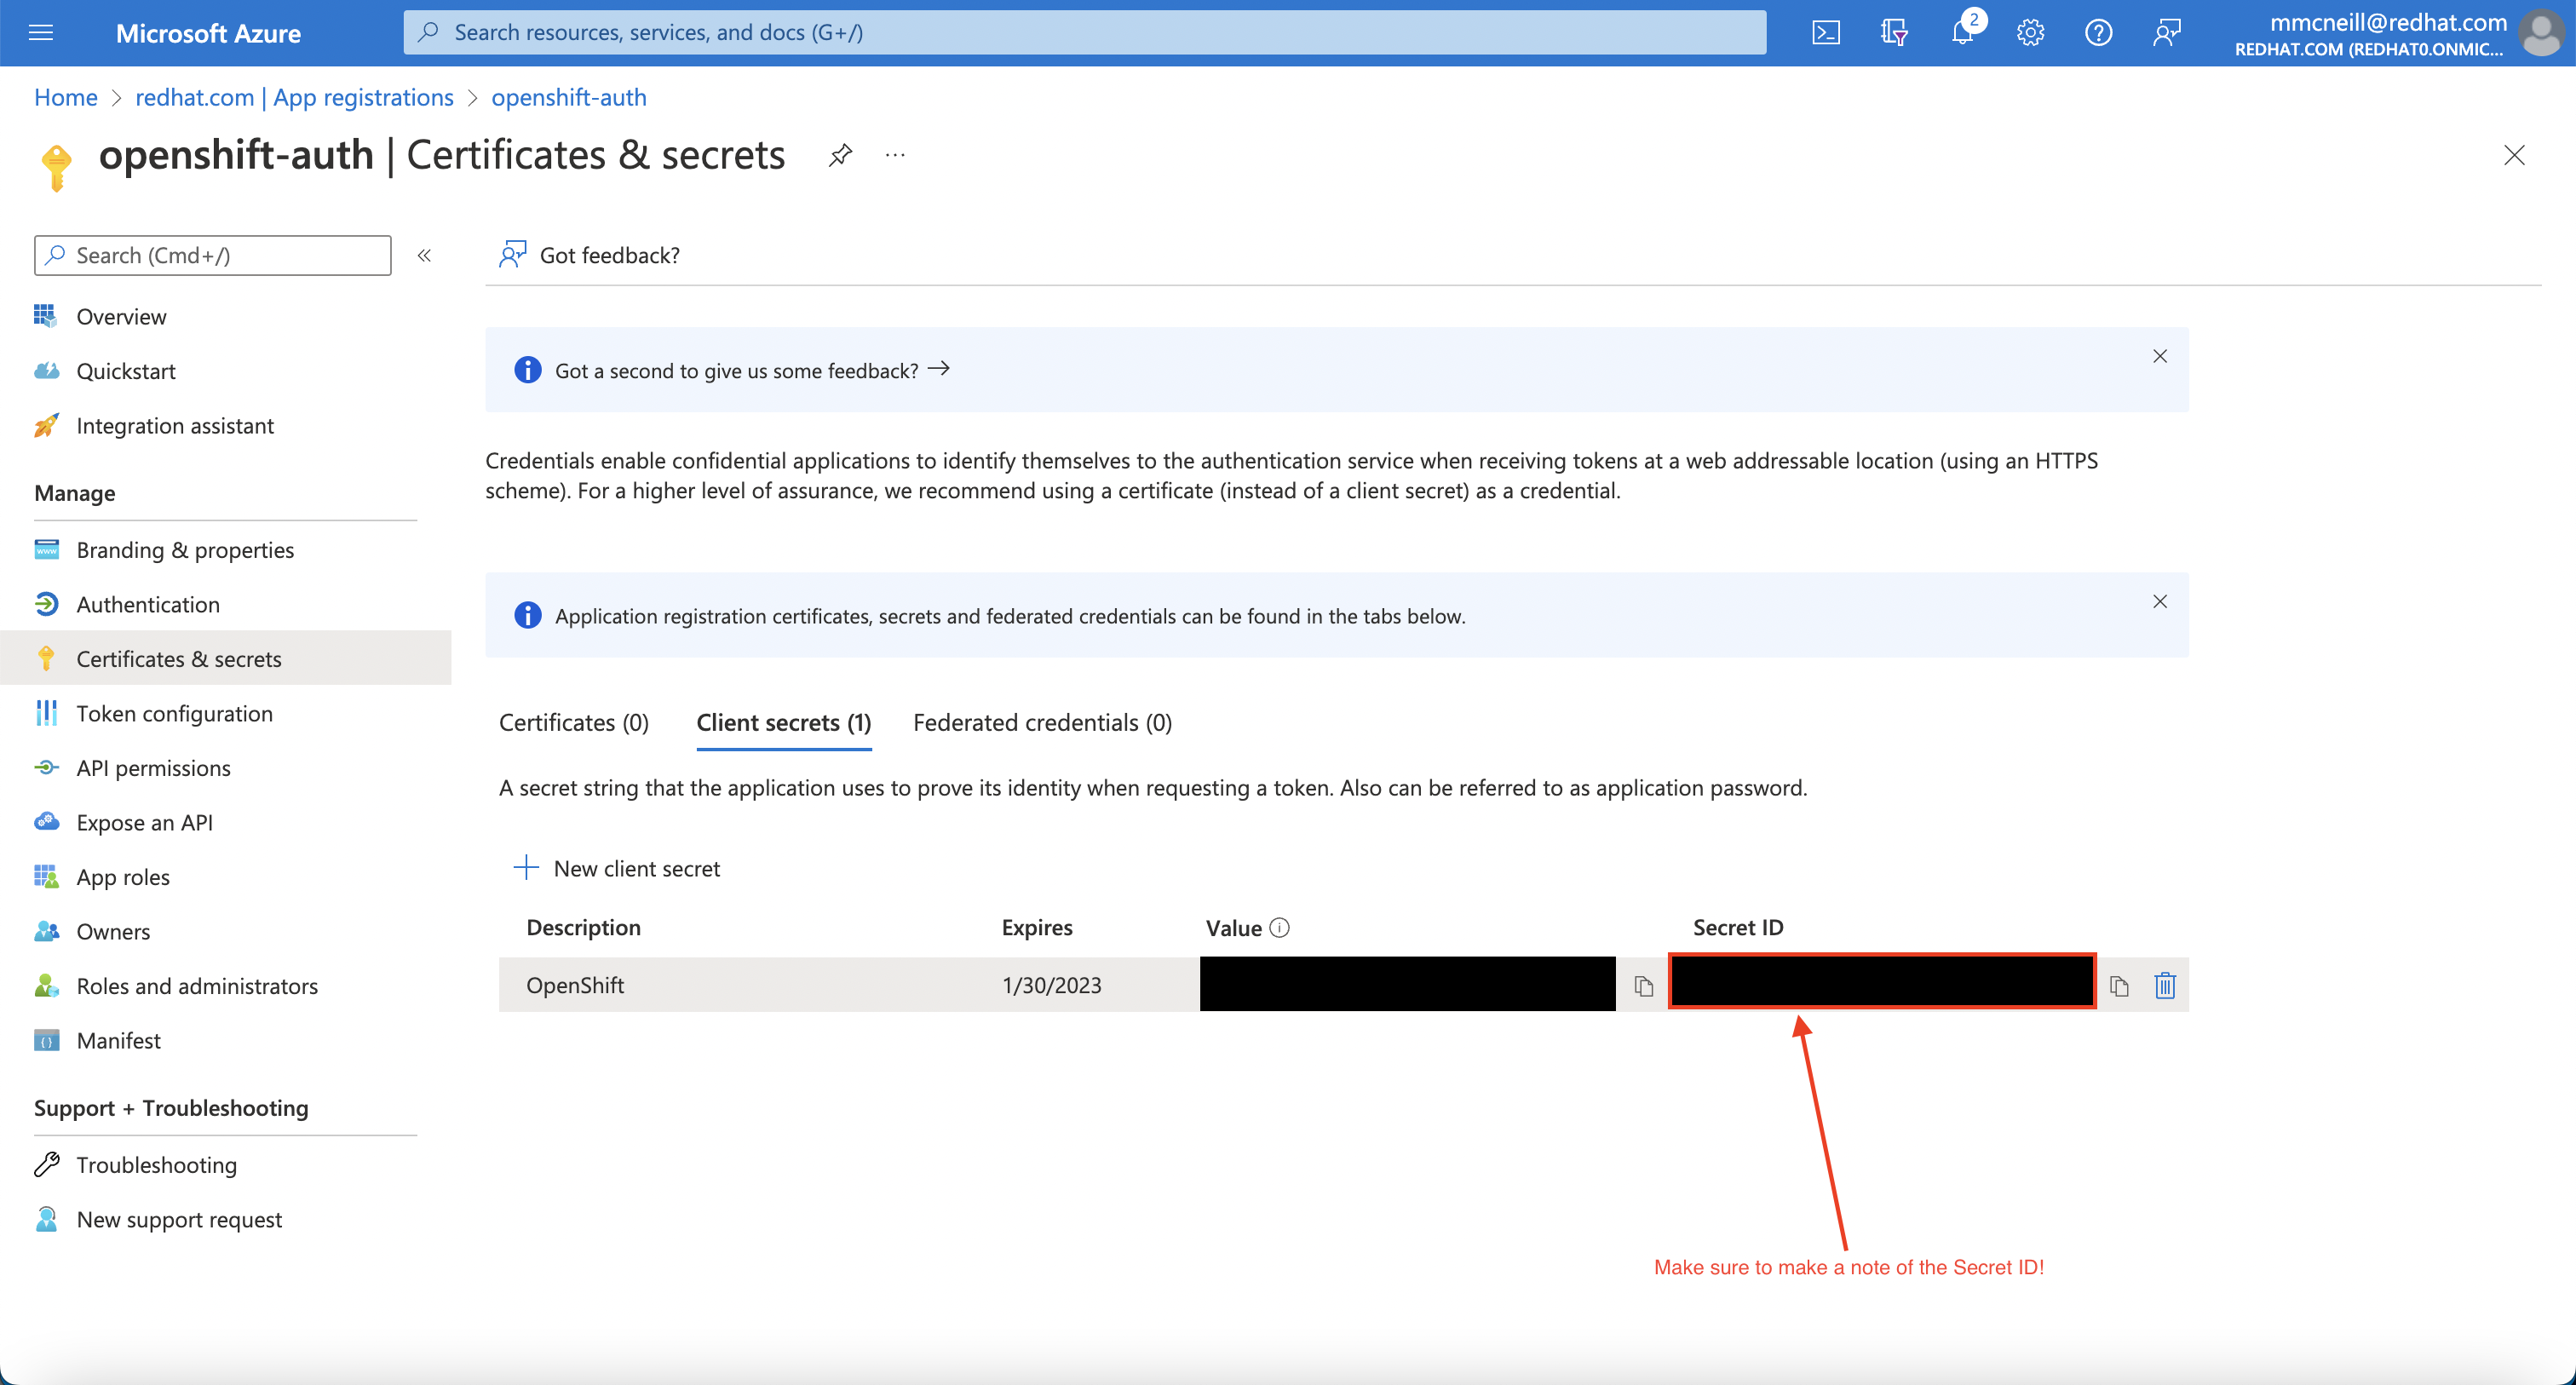 Microsoft Azure
Search resources, services, and docs (G+/)
2
mmcneill@redhat.com
REDHAT.COM (REDHAT0.ONMIC...
Home > redhat.com | App registrations > openshift-auth
openshift-auth | Certificates & secrets
...
Search (Cmd+/)
«
Overview
Quickstart
Integration assistant
Manage
Branding & properties
Authentication
Certificates & secrets
Token configuration
API permissions
Expose an API
App roles
Owners
Roles and administrators
Manifest
Support + Troubleshooting
Troubleshooting
New support request
Got feedback?
Got a second to give us some feedback? →
Credentials enable confidential applications to identify themselves to the authentication service when receiving tokens at a web addressable location (using an HTTPS
scheme). For a higher level of assurance, we recommend using a certificate (instead of a client secret) as a credential.
Application registration certificates, secrets and federated credentials can be found in the tabs below.
Certificates (0) Client secrets (1) Federated credentials (0)
A secret string that the application uses to prove its identity when requesting a token. Also can be referred to as application password.
New client secret
Description Expires Value Secret ID
OpenShift 1/30/2023
Make sure to make a note of the Secret ID!